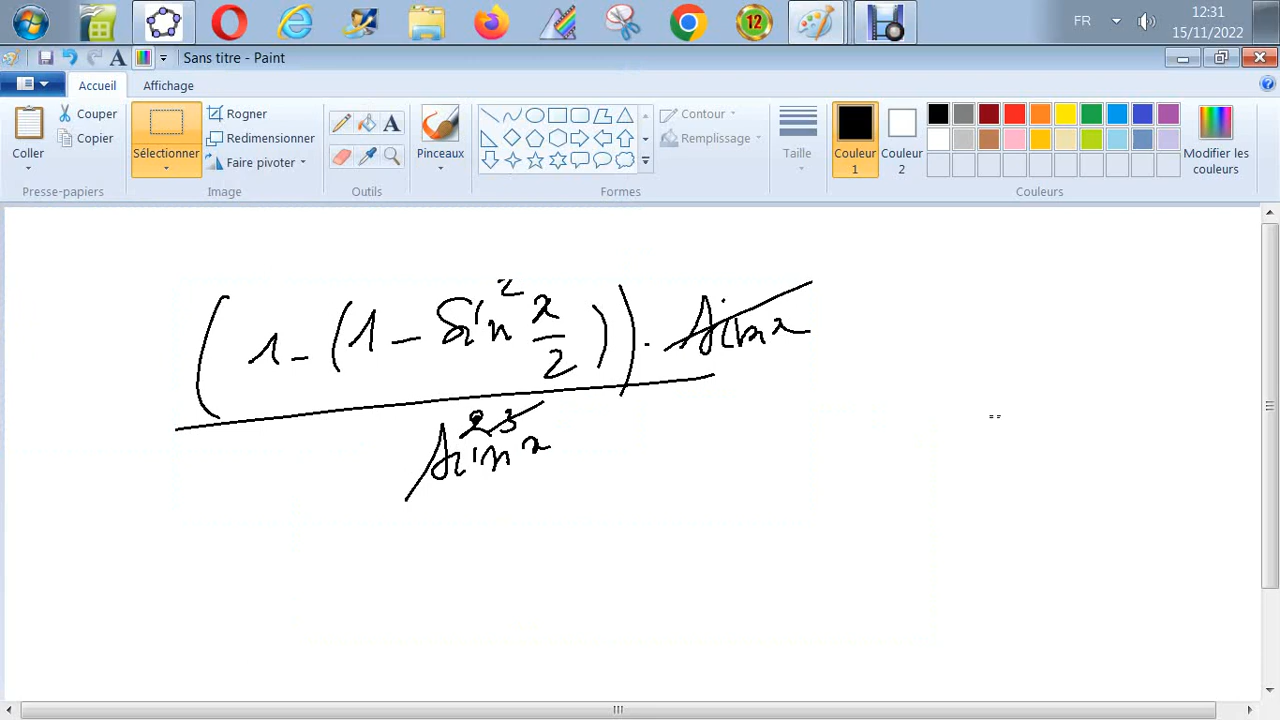 12
FR
12:31
15/11/2022
Sans titre - Paint
Accueil Affichage
Coller
Couper
Copier
Presse-papiers
Sélectionner
Rogner
Redimensionner
Faire pivoter
Image
Outils
Pinceaux
Contour
Remplissage
Formes
Taille
Couleur 1
Couleur 2
Modifier les couleurs
Couleurs
(1 - (1 - sin² x/2)) · sin x
sin²³ x